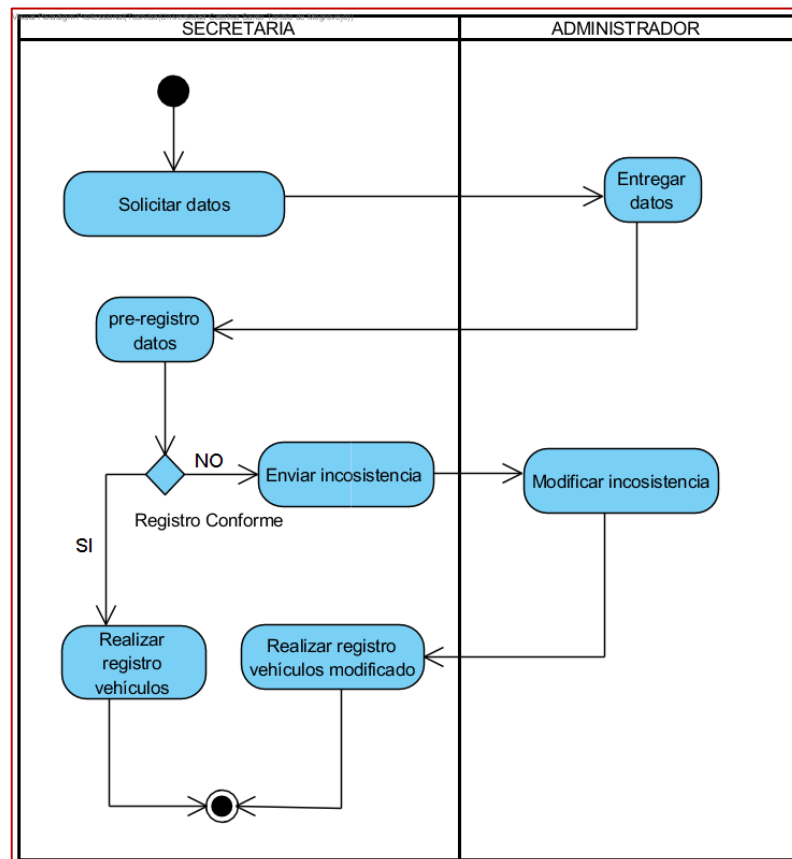 SECRETARIA
ADMINISTRADOR
Solicitar datos
Entregar
datos
pre-registro
datos
NO
Enviar incosistencia
Modificar incosistencia
Registro Conforme
SI
Realizar
registro
vehículos
Realizar registro
vehículos modificado